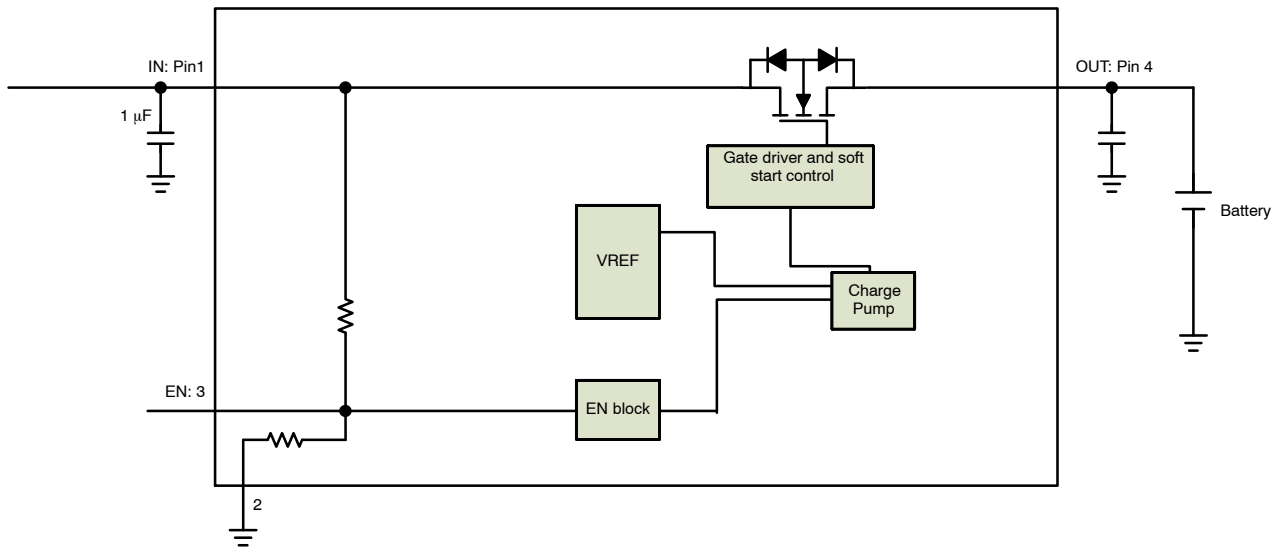 IN: Pin1
OUT: Pin 4
1 μF
Gate driver and soft
start control
Battery
VREF
Charge
Pump
EN: 3
EN block
2